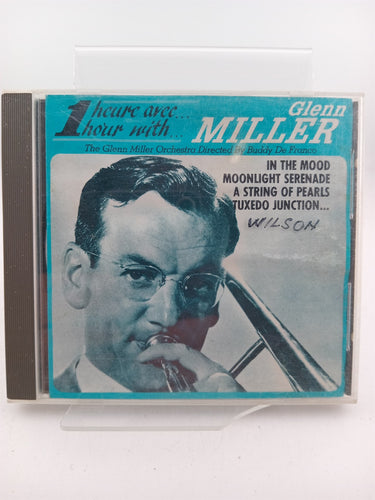 1 heure avec...
1 hour with...
Glenn
MILLER
The Glenn Miller Orchestra Directed by Buddy De Franco
IN THE MOOD
MOONLIGHT SERENADE
A STRING OF PEARLS
TUXEDO JUNCTION...
WILSON